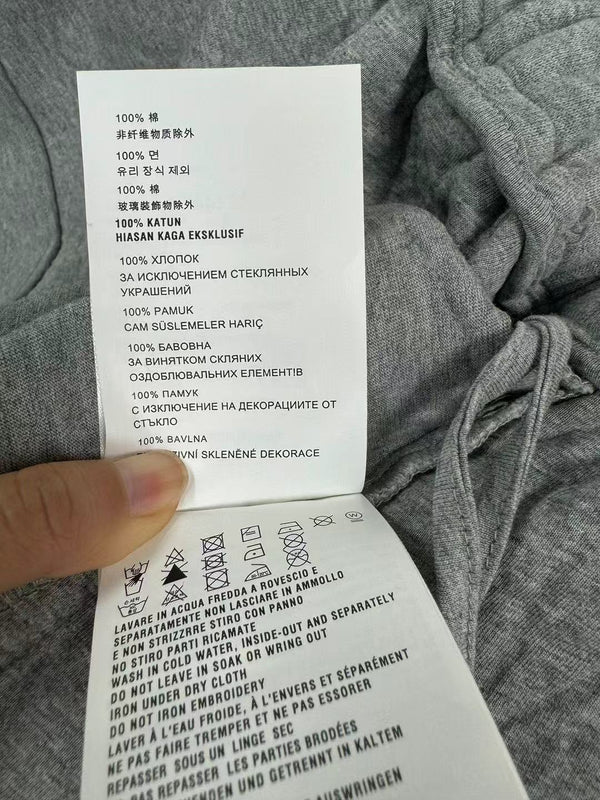 100% 棉
非纤维物质除外
100% 면
유리 장식 제외
100% 棉
玻璃裝飾物除外
100% KATUN
HIASAN KAGA EKSKLUSIF
100% ХЛОПОК
ЗА ИСКЛЮЧЕНИЕМ СТЕКЛЯННЫХ
УКРАШЕНИЙ
100% PAMUK
CAM SÜSLEMELER HARIÇ
100% БАВОВНА
ЗА ВИНЯТКОМ СКЛЯНИХ
ОЗДОБЛЮВАЛЬНИХ ЕЛЕМЕНТ!В
100% ПАМУК
С ИЗКЛЮЧЕНИЕ НА ДЕКОРАЦИИТЕ ОТ
СТЪКЛО
100% BAVLNA
SKLENĚNÉ DEKORACE
W
LAVARE IN ACQUA FREDDA A ROVESCIO E
SEPARATAMENTE NON LASCIARE IN AMMOLLO
E NON STRIZZRRE STIRO CON PANNO
NO STIRO PARTI RICAMATE
WASH IN COLD WATER, INSIDE-OUT AND SEPARATELY
DO NOT LEAVE IN SOAK OR WRING OUT
IRON UNDER DRY CLOTH
DO NOT IRON EMBROIDERY
LAVER À L'EAU FROIDE, À L'ENVERS ET SÉPARÉMENT
NE PAS FAIRE TREMPER ET NE PAS ESSORER
REPASSER SOUS UN LINGE SEC
PAS REPASSER LES PARTIES BRODÉES
UND GETRENNT IN KALTEM
AUSWRINGEN